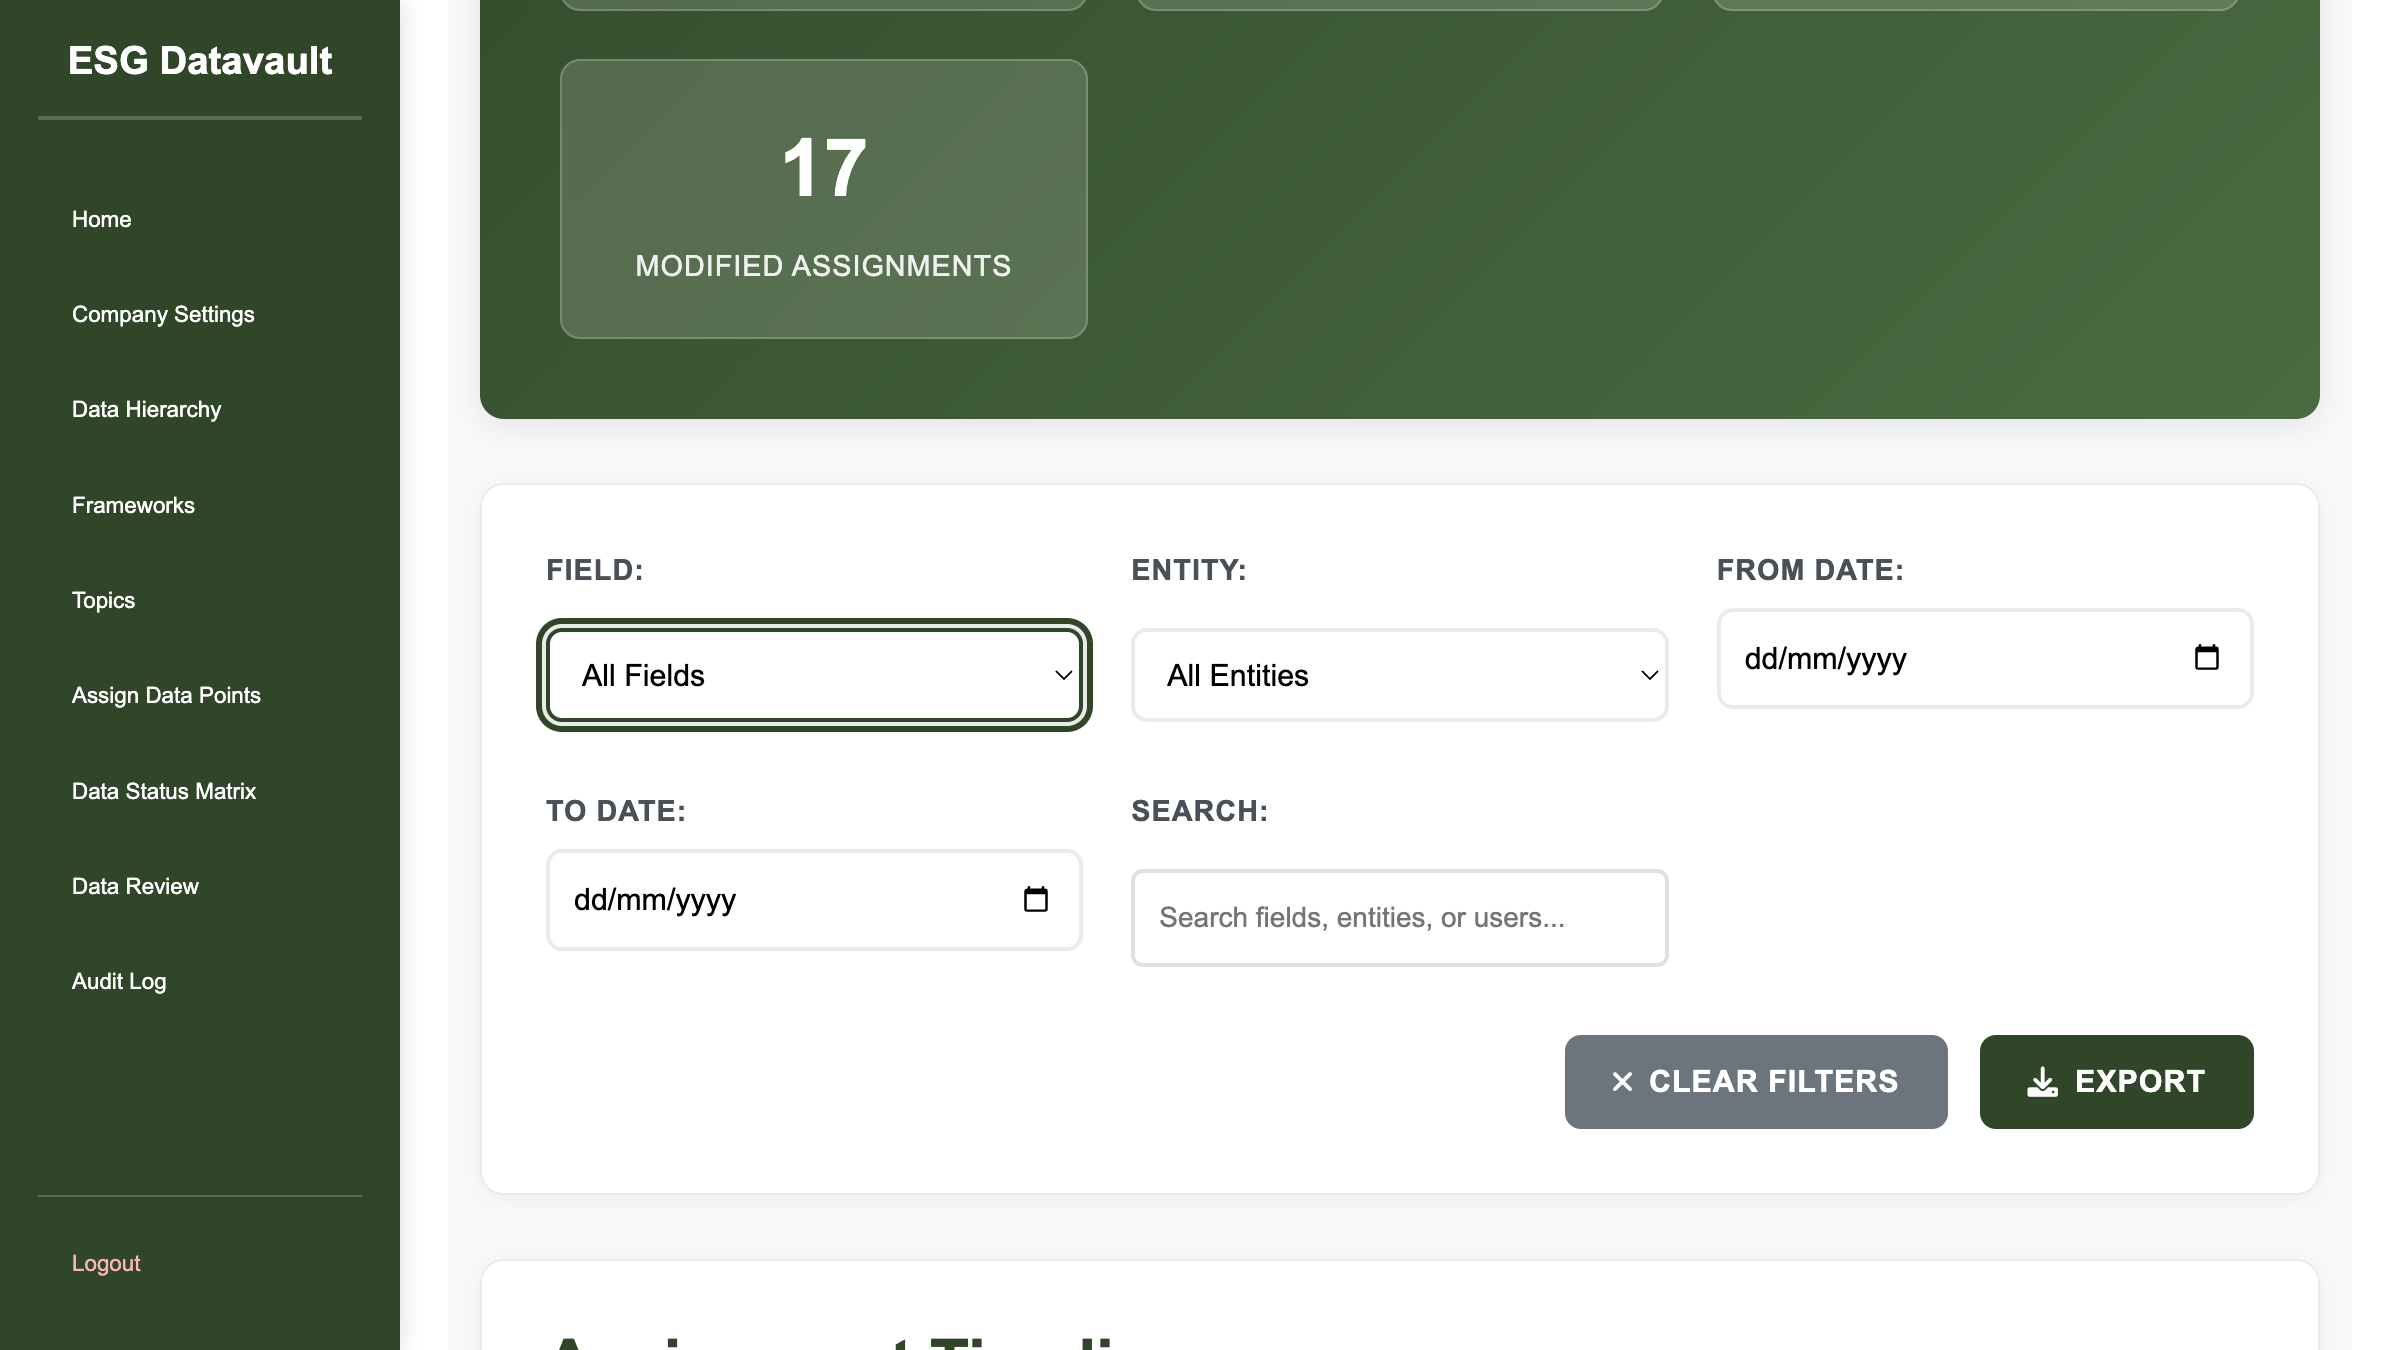 ESG Datavault
Home
Company Settings
Data Hierarchy
Frameworks
Topics
Assign Data Points
Data Status Matrix
Data Review
Audit Log
Logout
17
MODIFIED ASSIGNMENTS
FIELD:
All Fields
ENTITY:
All Entities
FROM DATE:
dd/mm/yyyy
TO DATE:
dd/mm/yyyy
SEARCH:
Search fields, entities, or users...
CLEAR FILTERS
EXPORT